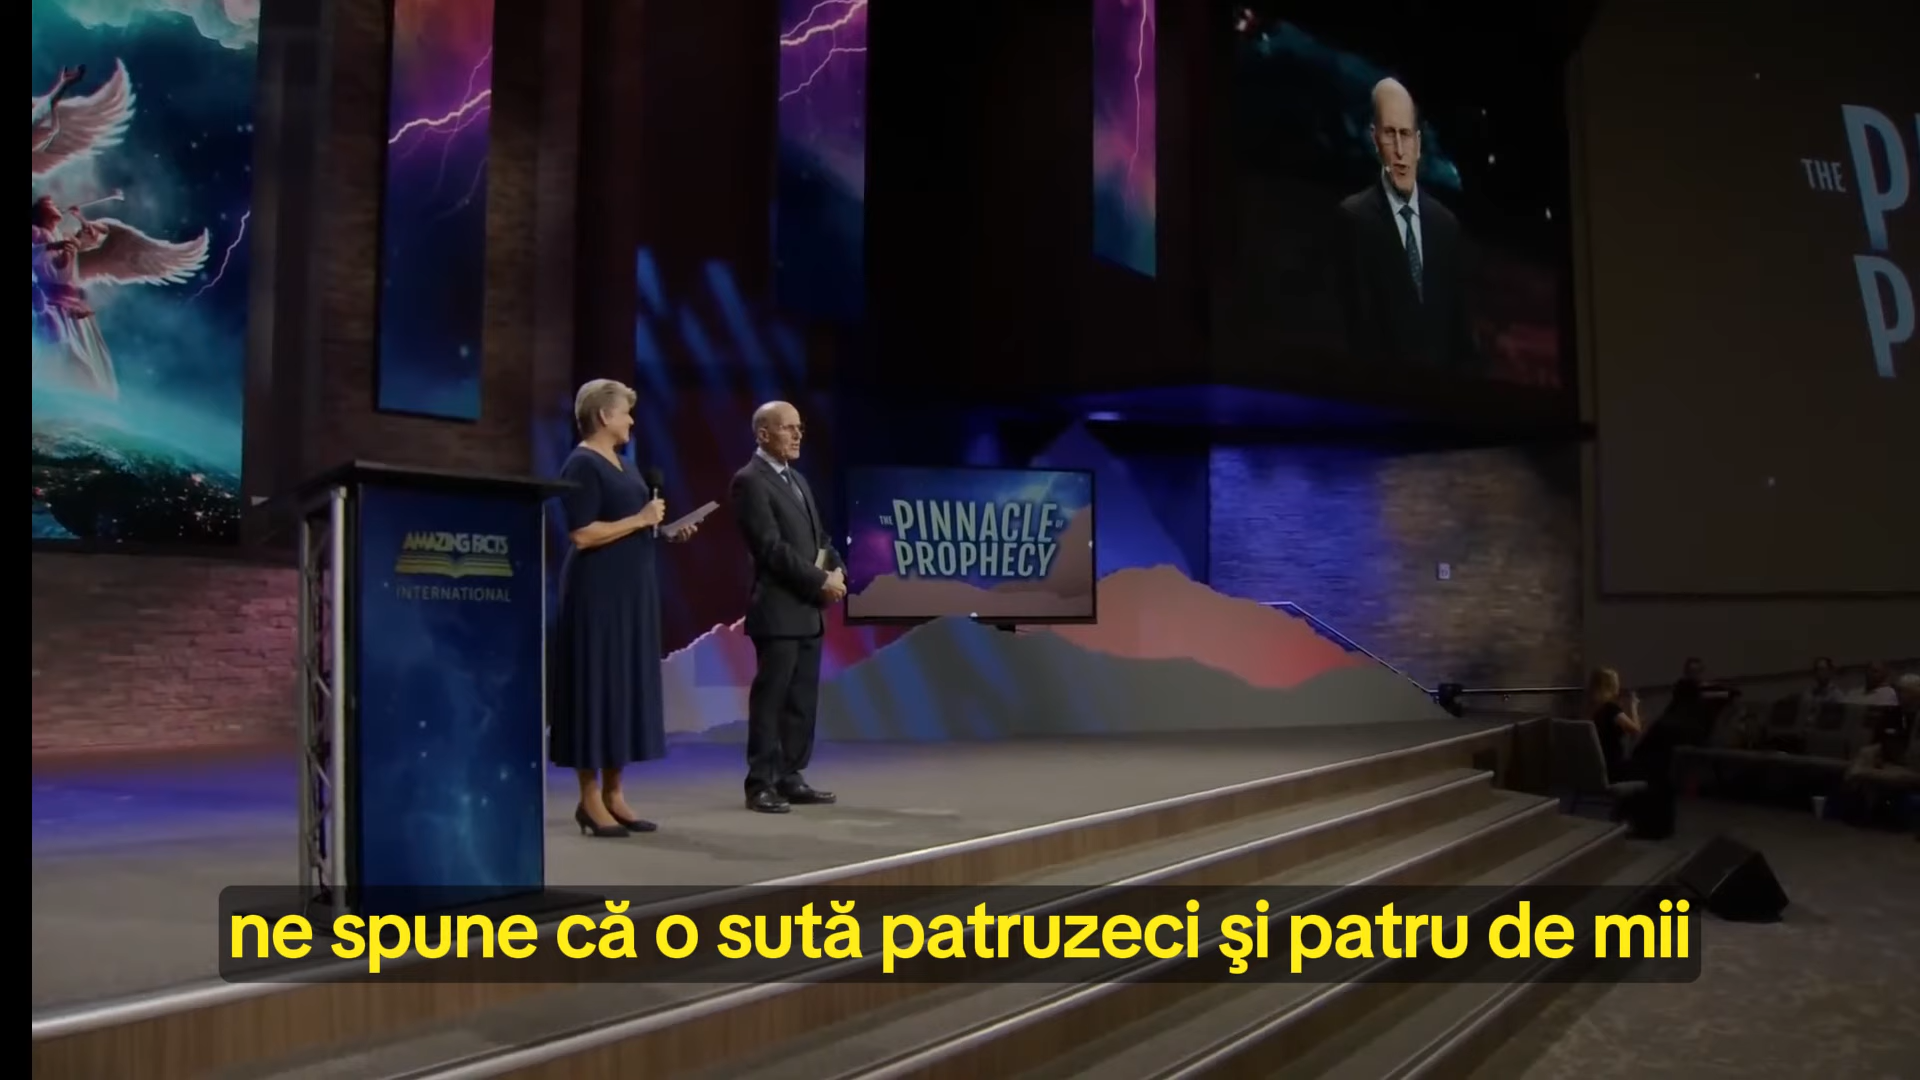 THE P
P
THE PINNACLE OF
PROPHECY
AMAZING FACTS
INTERNATIONAL
ne spune că o sută patruzeci şi patru de mii